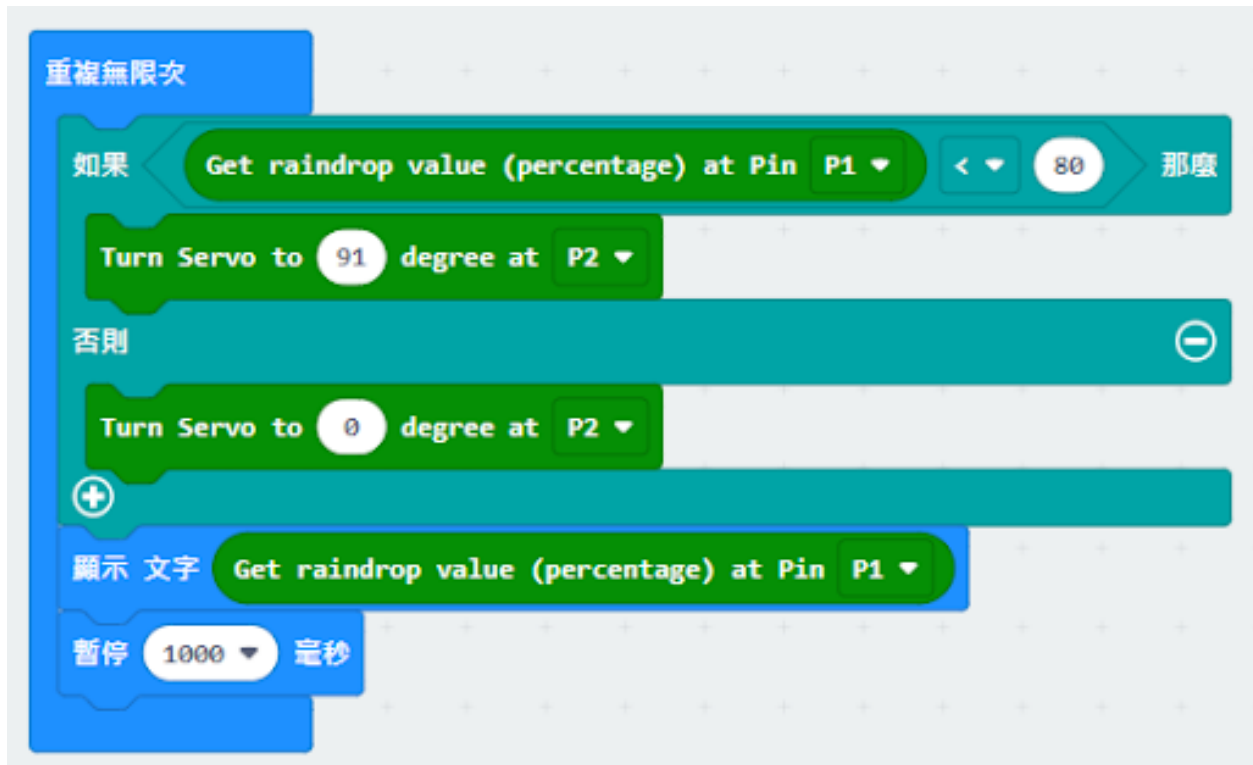 重複無限次
如果 Get raindrop value (percentage) at Pin P1 < 80 那麼
Turn Servo to 91 degree at P2
否則
Turn Servo to 0 degree at P2
顯示 文字 Get raindrop value (percentage) at Pin P1
暫停 1000 毫秒